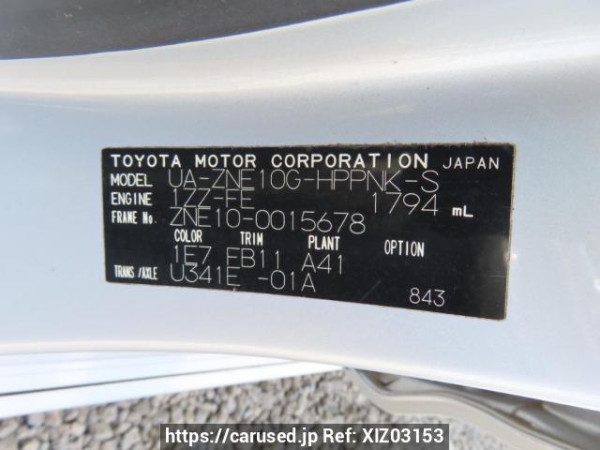 TOYOTA MOTOR CORPORATION JAPAN
MODEL UA-ZNE10G-HPPNK-S
ENGINE 1ZZ-FE 1794 mL
FRAME No. ZNE10-0015678
COLOR TRIM PLANT OPTION
1E7 FB11 A41
TRANS/AXLE U341E -01A
843
https://carused.jp Ref: XIZ03153